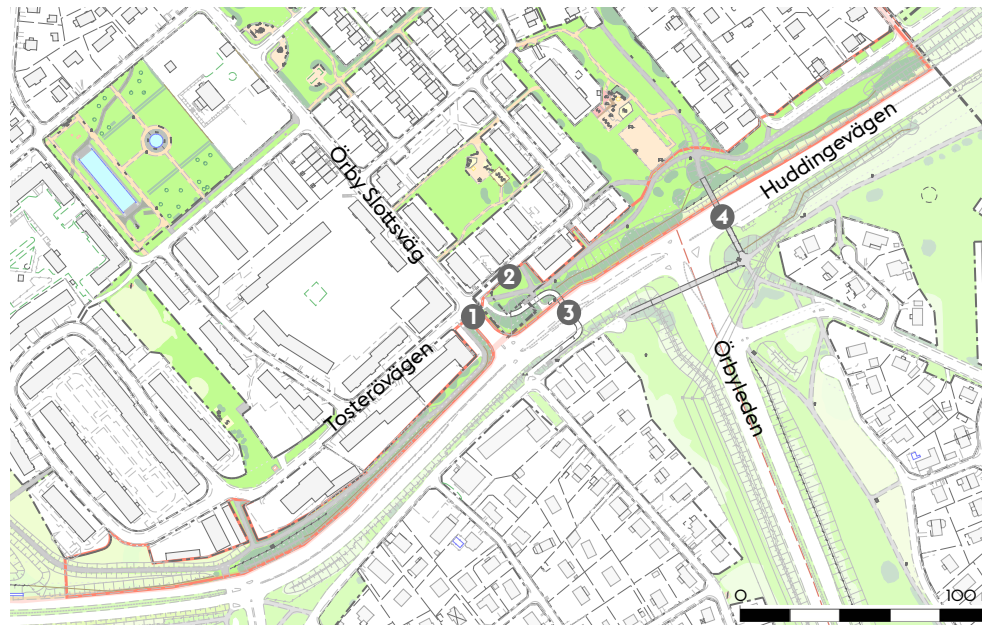 Huddingevägen
Örby Slottsväg
4
2
1
3
Tosterövägen
Örbyleden
0
100